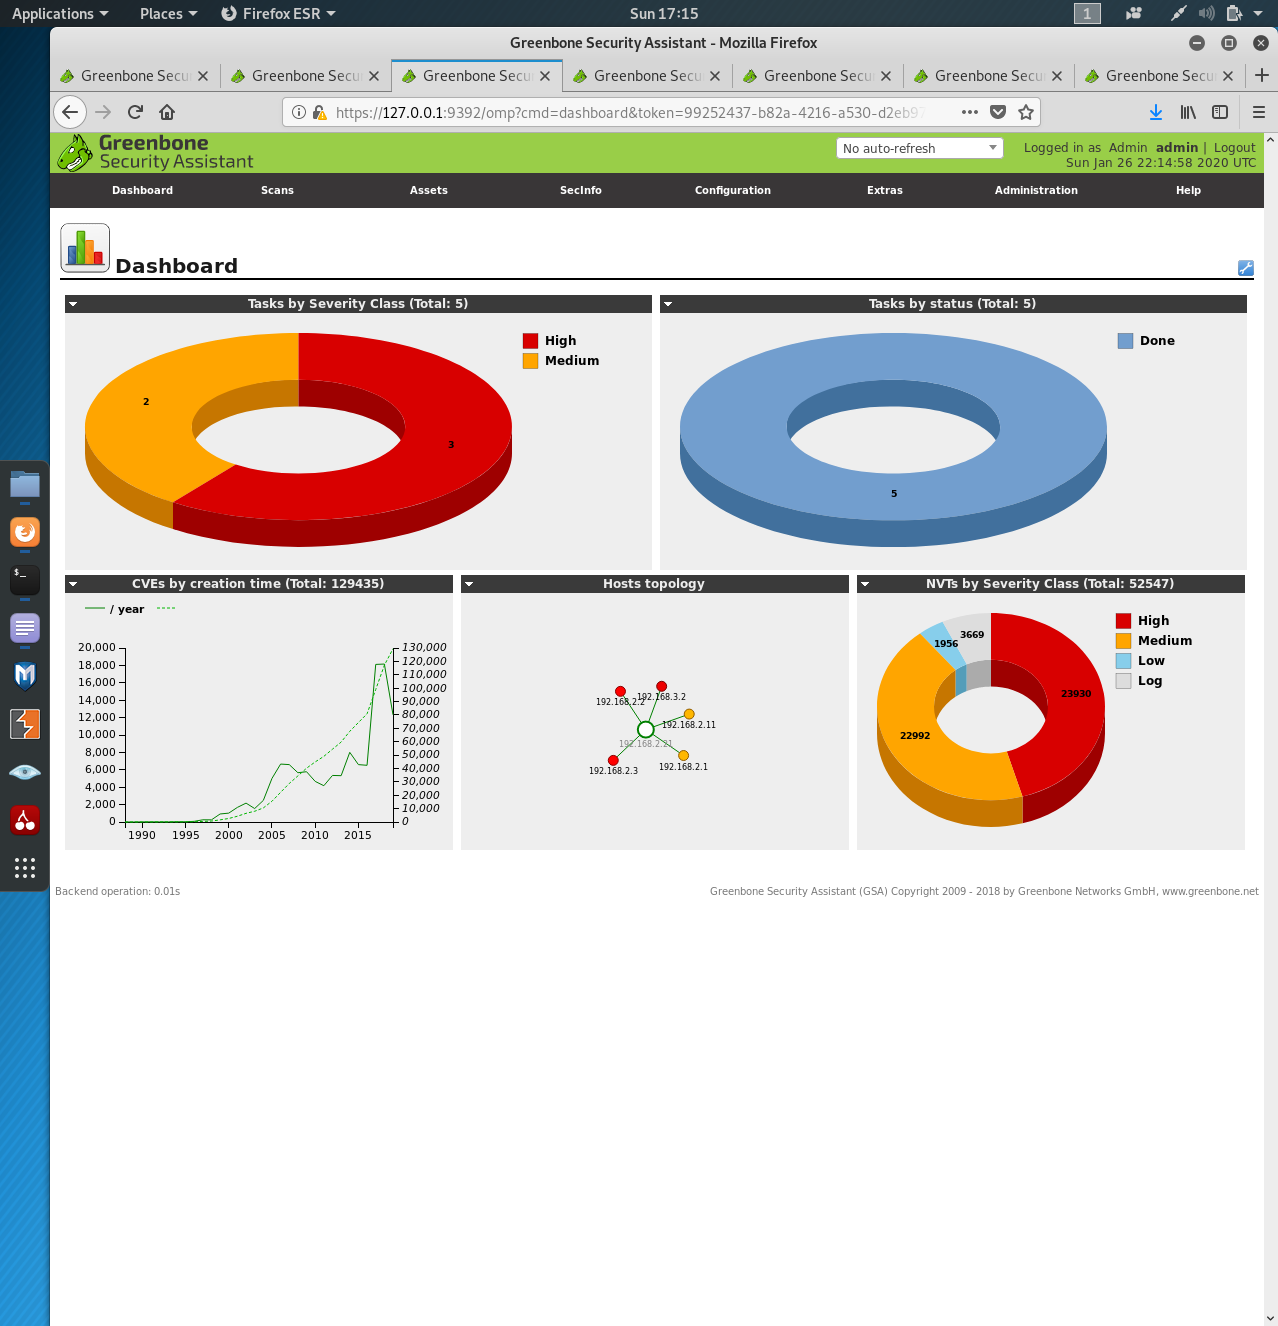 Applications Places Firefox ESR Sun 17:15 1
Greenbone Security Assistant - Mozilla Firefox
Greenbone Secu Greenbone Secu Greenbone Secu Greenbone Secu Greenbone Secu Greenbone Secu Greenbone Secu
https://127.0.0.1:9392/omp?cmd=dashboard&token=99252437-b82a-4216-a530-d2eb97
Greenbone
Security Assistant
No auto-refresh
Logged in as Admin admin | Logout
Sun Jan 26 22:14:58 2020 UTC
Dashboard Scans Assets SecInfo Configuration Extras Administration Help
Dashboard
Tasks by Severity Class (Total: 5)
High
Medium
2
3
Tasks by status (Total: 5)
Done
5
CVEs by creation time (Total: 129435)
/ year
20,000
18,000
16,000
14,000
12,000
10,000
8,000
6,000
4,000
2,000
0
130,000
120,000
110,000
100,000
90,000
80,000
70,000
60,000
50,000
40,000
30,000
20,000
10,000
0
1990 1995 2000 2005 2010 2015
Hosts topology
192.168.2.2
192.168.3.2
192.168.2.11
192.168.2.21
192.168.2.1
192.168.2.3
NVTs by Severity Class (Total: 52547)
High
Medium
Low
Log
3669
1956
23930
22992
Backend operation: 0.01s
Greenbone Security Assistant (GSA) Copyright 2009 - 2018 by Greenbone Networks GmbH, www.greenbone.net